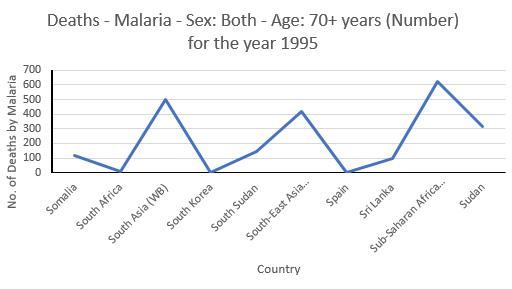 Deaths - Malaria - Sex: Both - Age: 70+ years (Number)
for the year 1995
No. of Deaths by Malaria
700
600
500
400
300
200
100
0
Somalia
South Africa
South Asia (WB)
South Korea
South Sudan
South-East Asia...
Spain
Sri Lanka
Sub-Saharan Africa...
Sudan
Country